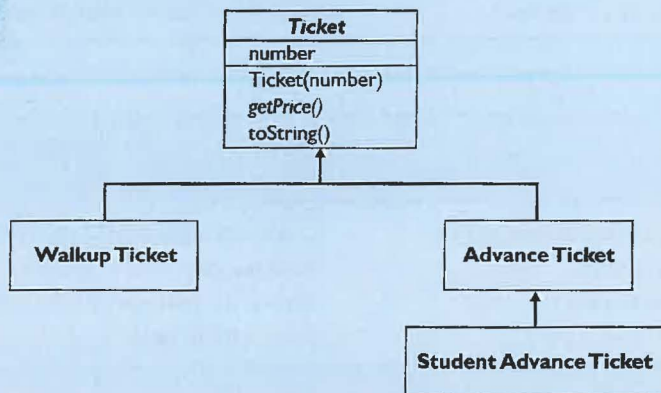 Ticket
number
Ticket(number)
getPrice()
toString()
Walkup Ticket
Advance Ticket
Student Advance Ticket